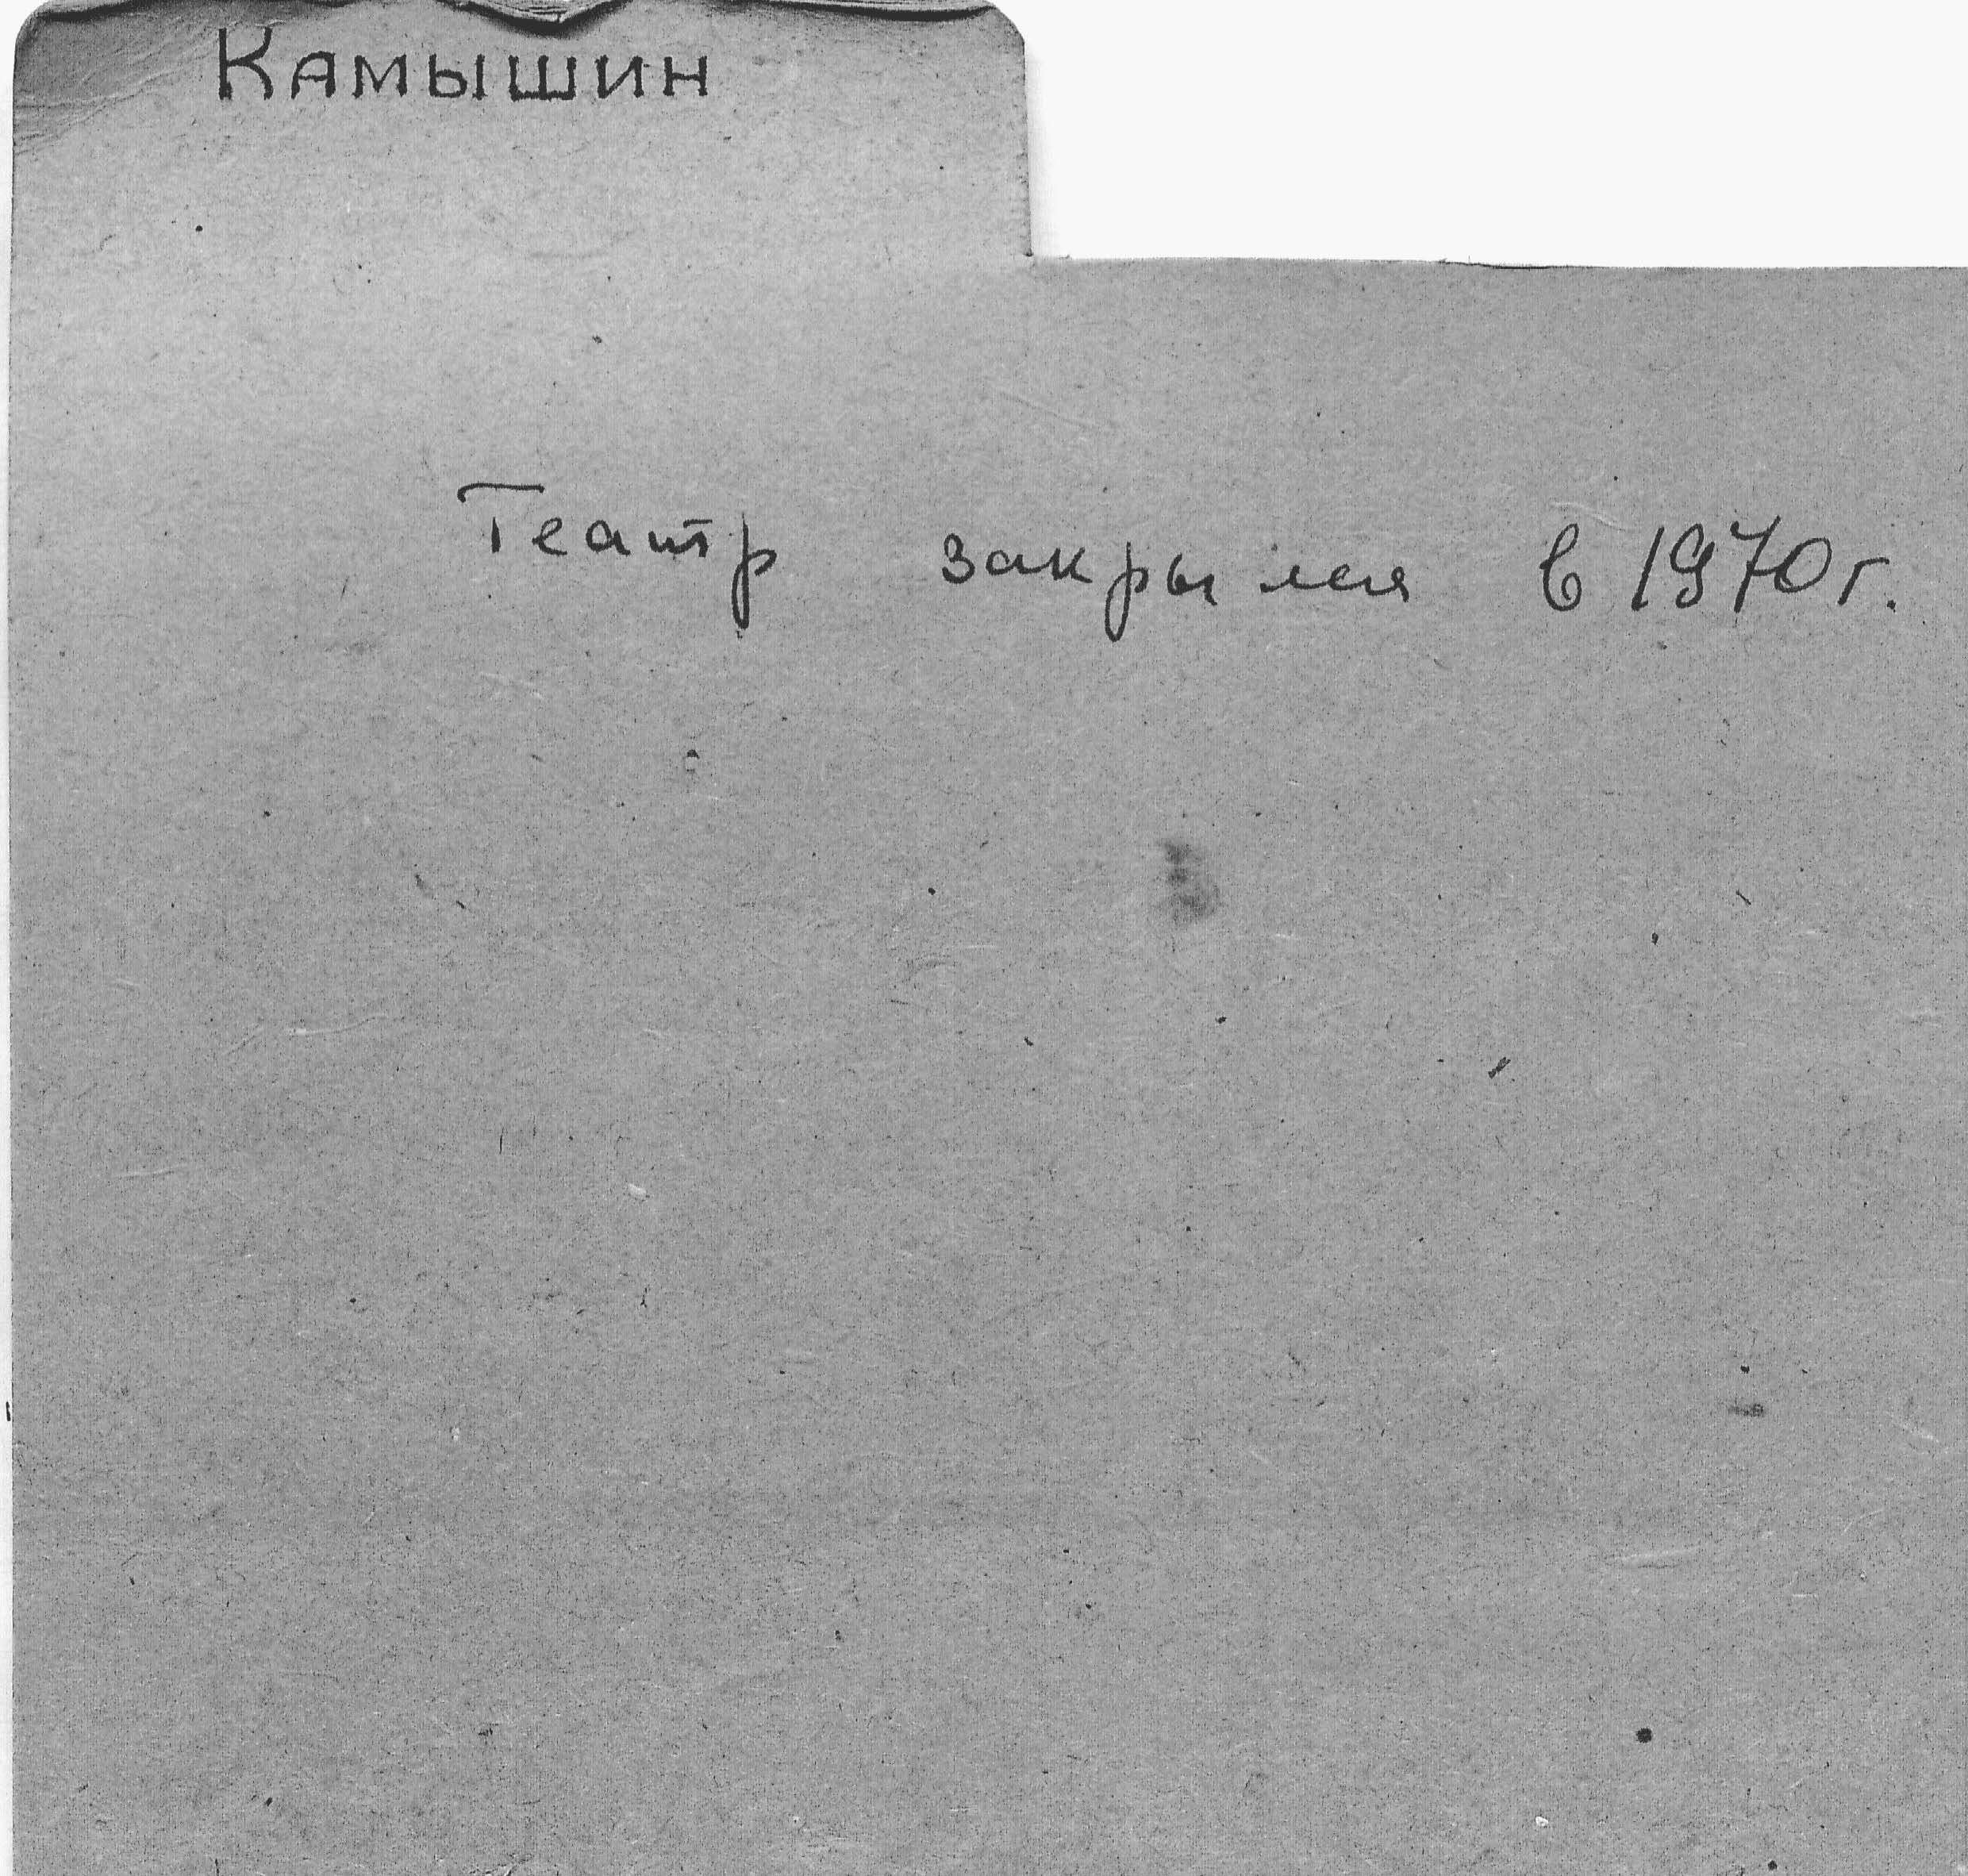 Камышин
Театр закрылся в 1970г.